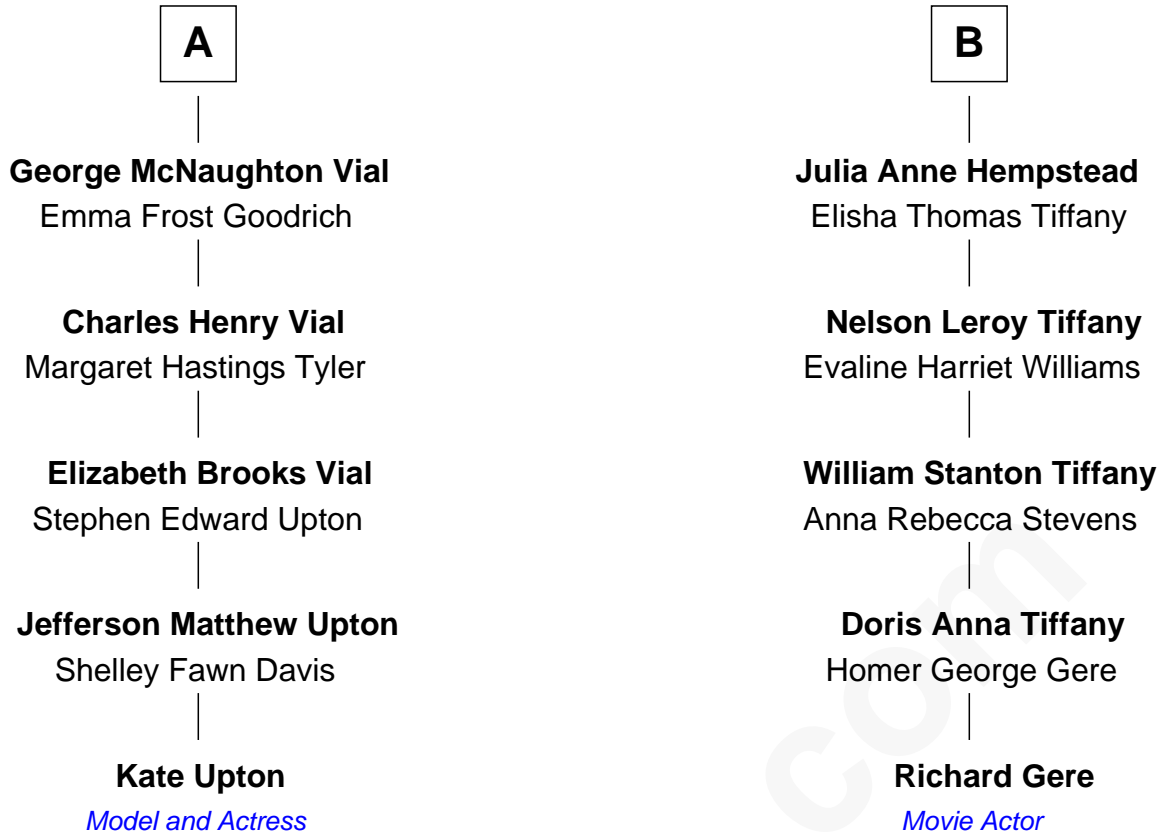 A
George McNaughton Vial
Emma Frost Goodrich
Charles Henry Vial
Margaret Hastings Tyler
Elizabeth Brooks Vial
Stephen Edward Upton
Jefferson Matthew Upton
Shelley Fawn Davis
Kate Upton
Model and Actress
B
Julia Anne Hempstead
Elisha Thomas Tiffany
Nelson Leroy Tiffany
Evaline Harriet Williams
William Stanton Tiffany
Anna Rebecca Stevens
Doris Anna Tiffany
Homer George Gere
Richard Gere
Movie Actor
com